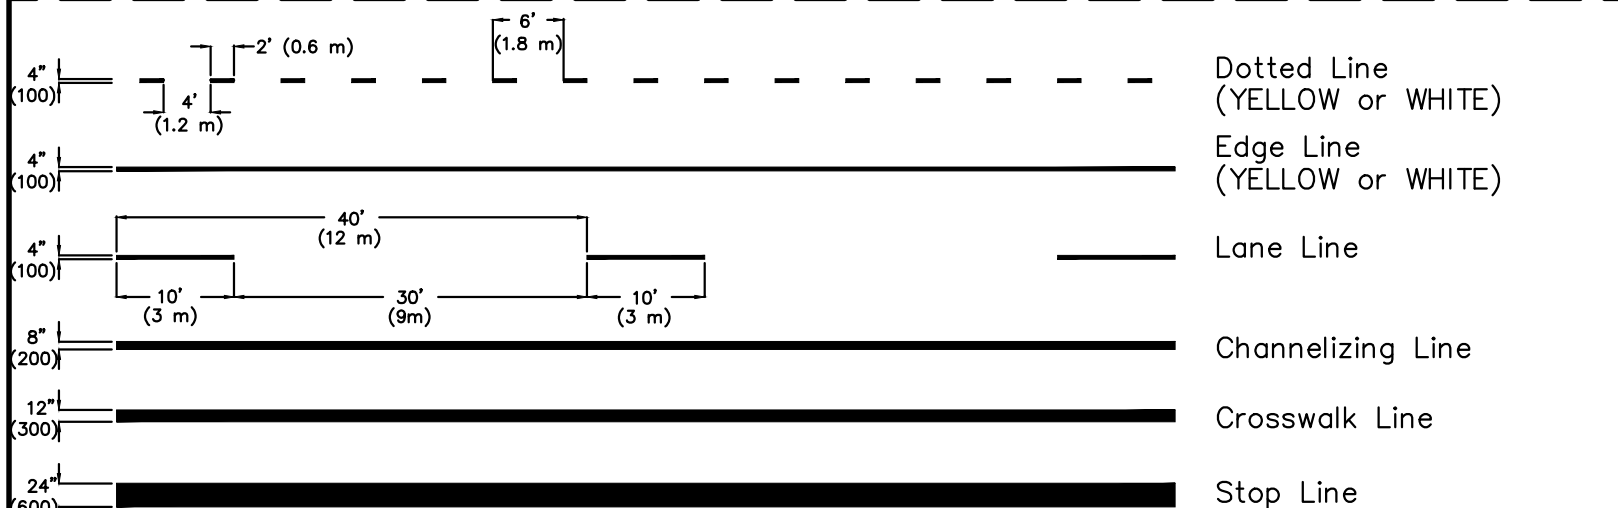 6'
(1.8 m)
2' (0.6 m)
4"
(100)
4'
(1.2 m)
Dotted Line
(YELLOW or WHITE)
4"
(100)
Edge Line
(YELLOW or WHITE)
40'
(12 m)
4"
(100)
Lane Line
10'
(3 m)
30'
(9m)
10'
(3 m)
8"
(200)
Channelizing Line
12"
(300)
Crosswalk Line
24"
(600)
Stop Line